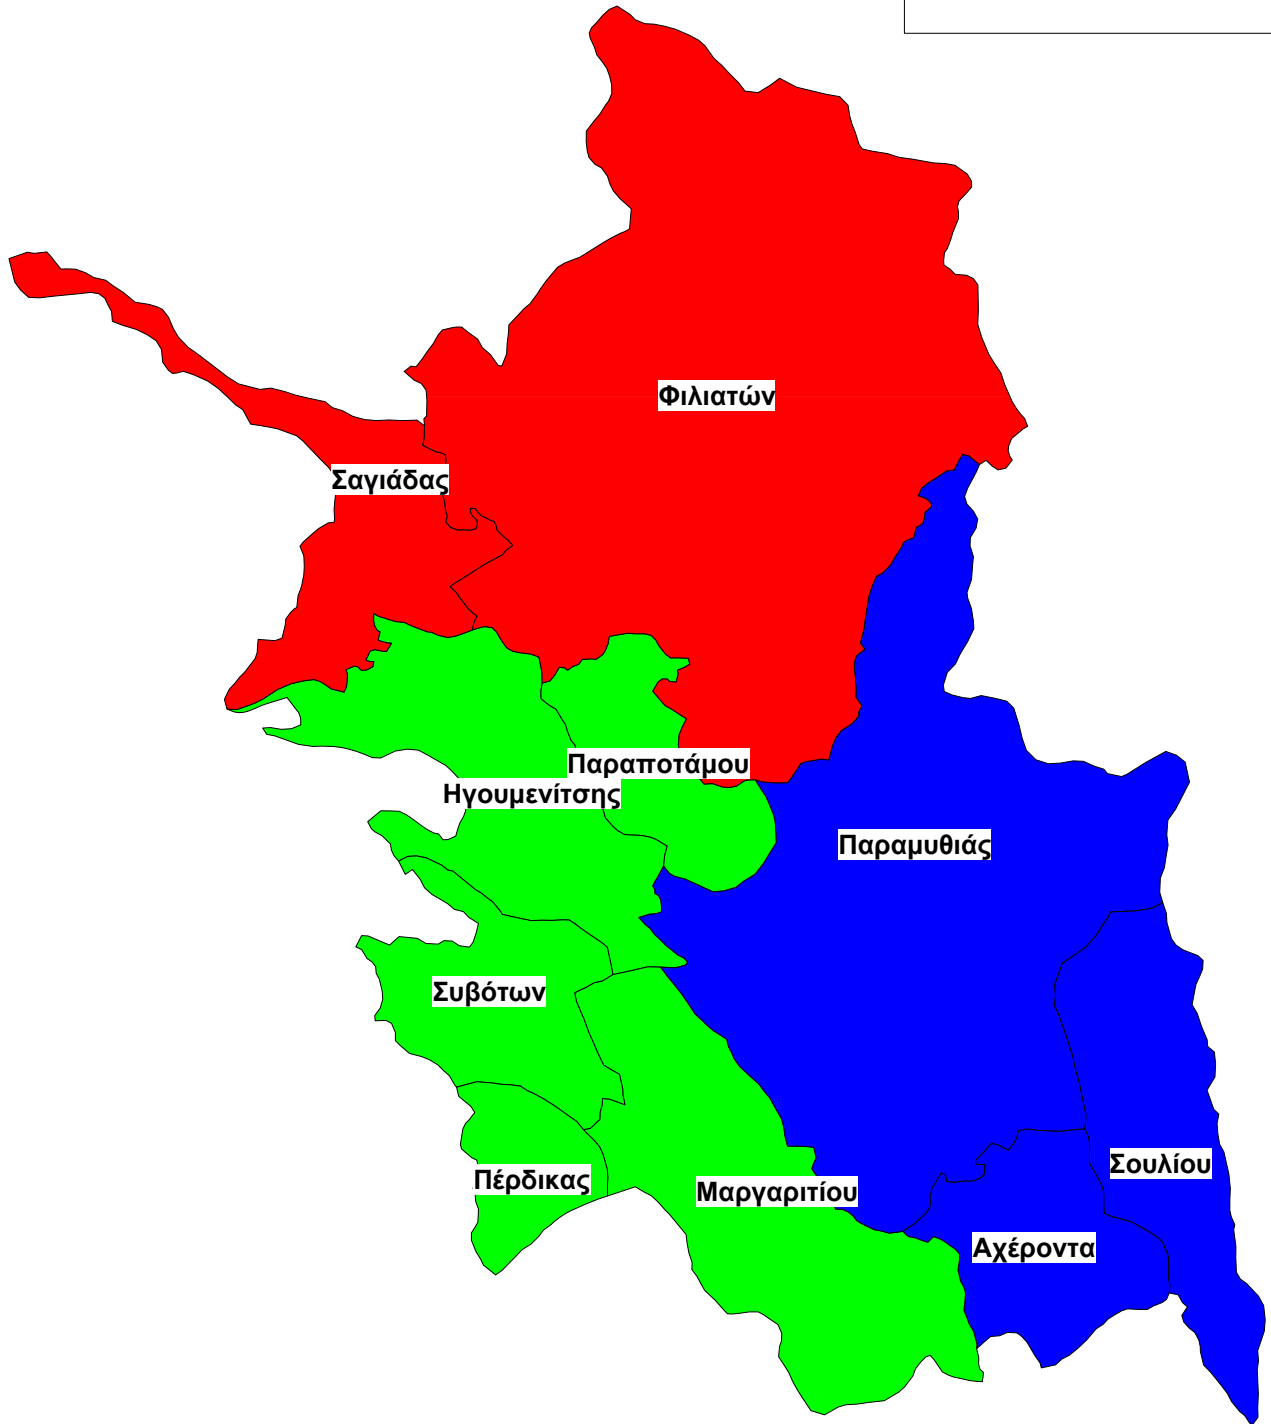 Φιλιατών
Σαγιάδας
Παραποτάμου
Ηγουμενίτσης
Παραμυθιάς
Συβότων
Σουλίου
Πέρδικας
Μαργαριτίου
Αχέροντα